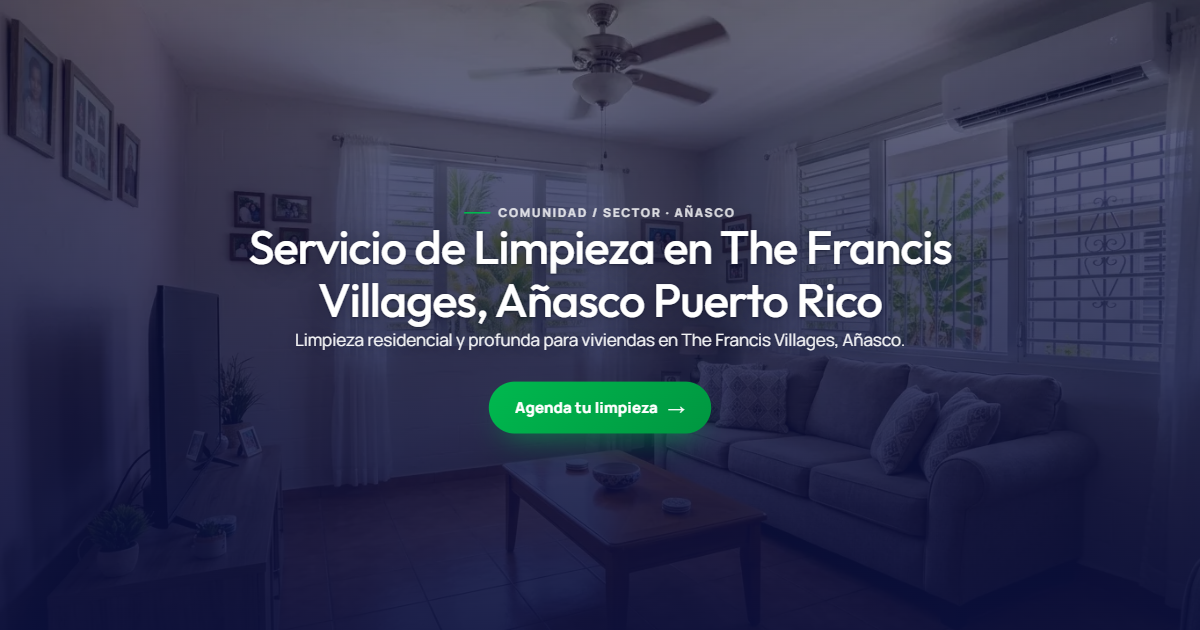 COMUNIDAD / SECTOR · AÑASCO
Servicio de Limpieza en The Francis
Villages, Añasco Puerto Rico
Limpieza residencial y profunda para viviendas en The Francis Villages, Añasco.
Agenda tu limpieza →